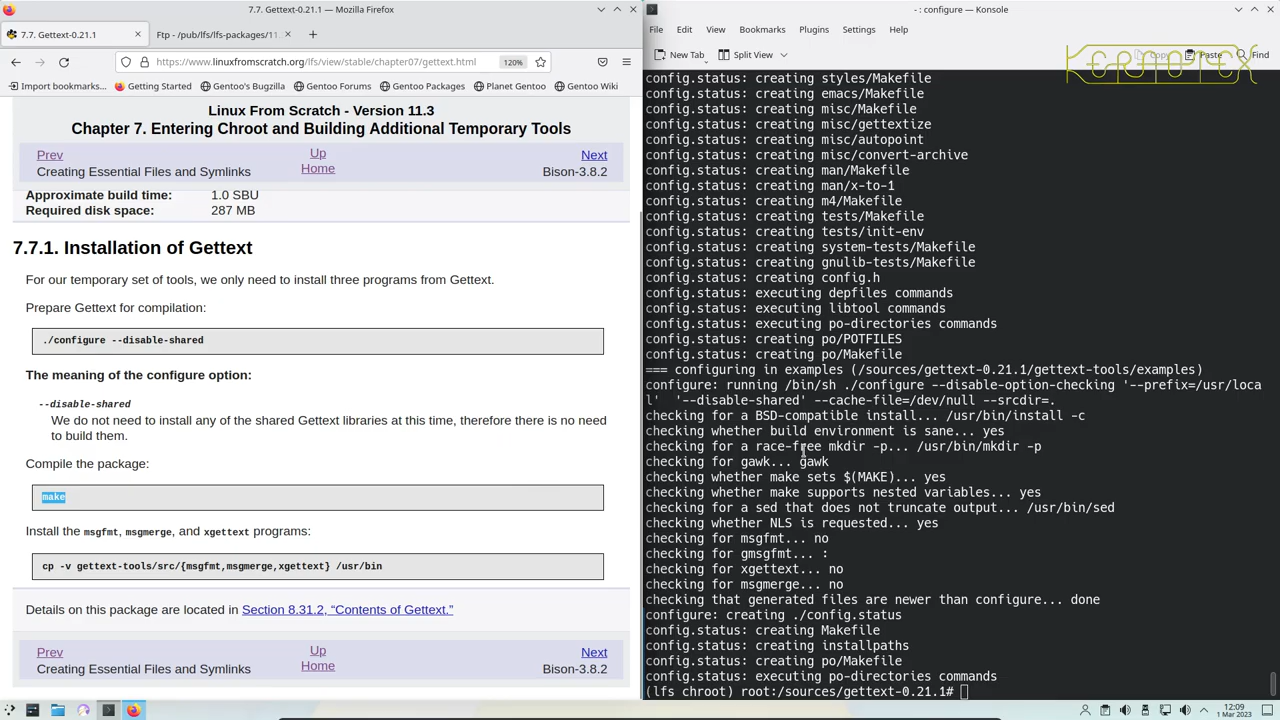 7.7. Gettext-0.21.1 — Mozilla Firefox
7.7. Gettext-0.21.1
Ftp - /pub/lfs/lfs-packages/11.
https://www.linuxfromscratch.org/lfs/view/stable/chapter07/gettext.html
120%
Import bookmarks...
Getting Started
Gentoo's Bugzilla
Gentoo Forums
Gentoo Packages
Planet Gentoo
Gentoo Wiki
Linux From Scratch - Version 11.3
Chapter 7. Entering Chroot and Building Additional Temporary Tools
Prev Up Next
Creating Essential Files and Symlinks Home Bison-3.8.2
Approximate build time: 1.0 SBU
Required disk space: 287 MB
7.7.1. Installation of Gettext
For our temporary set of tools, we only need to install three programs from Gettext.
Prepare Gettext for compilation:
./configure --disable-shared
The meaning of the configure option:
--disable-shared
We do not need to install any of the shared Gettext libraries at this time, therefore there is no need
to build them.
Compile the package:
make
Install the msgfmt, msgmerge, and xgettext programs:
cp -v gettext-tools/src/{msgfmt,msgmerge,xgettext} /usr/bin
Details on this package are located in Section 8.31.2, “Contents of Gettext.”
Prev Up Next
Creating Essential Files and Symlinks Home Bison-3.8.2
- : configure — Konsole
File Edit View Bookmarks Plugins Settings Help
New Tab Split View Copy Paste Find
config.status: creating styles/Makefile
config.status: creating emacs/Makefile
config.status: creating misc/Makefile
config.status: creating misc/gettextize
config.status: creating misc/autopoint
config.status: creating misc/convert-archive
config.status: creating man/Makefile
config.status: creating man/x-to-1
config.status: creating m4/Makefile
config.status: creating tests/Makefile
config.status: creating tests/init-env
config.status: creating system-tests/Makefile
config.status: creating gnulib-tests/Makefile
config.status: creating config.h
config.status: executing depfiles commands
config.status: executing libtool commands
config.status: executing po-directories commands
config.status: creating po/POTFILES
config.status: creating po/Makefile
=== configuring in examples (/sources/gettext-0.21.1/gettext-tools/examples)
configure: running /bin/sh ./configure --disable-option-checking '--prefix=/usr/loca
l'  '--disable-shared' --cache-file=/dev/null --srcdir=.
checking for a BSD-compatible install... /usr/bin/install -c
checking whether build environment is sane... yes
checking for a race-free mkdir -p... /usr/bin/mkdir -p
checking for gawk... gawk
checking whether make sets $(MAKE)... yes
checking whether make supports nested variables... yes
checking for a sed that does not truncate output... /usr/bin/sed
checking whether NLS is requested... yes
checking for msgfmt... no
checking for gmsgfmt... :
checking for xgettext... no
checking for msgmerge... no
checking that generated files are newer than configure... done
configure: creating ./config.status
config.status: creating Makefile
config.status: creating installpaths
config.status: creating po/Makefile
config.status: executing po-directories commands
(lfs chroot) root:/sources/gettext-0.21.1#
12:09
1 Mar 2023